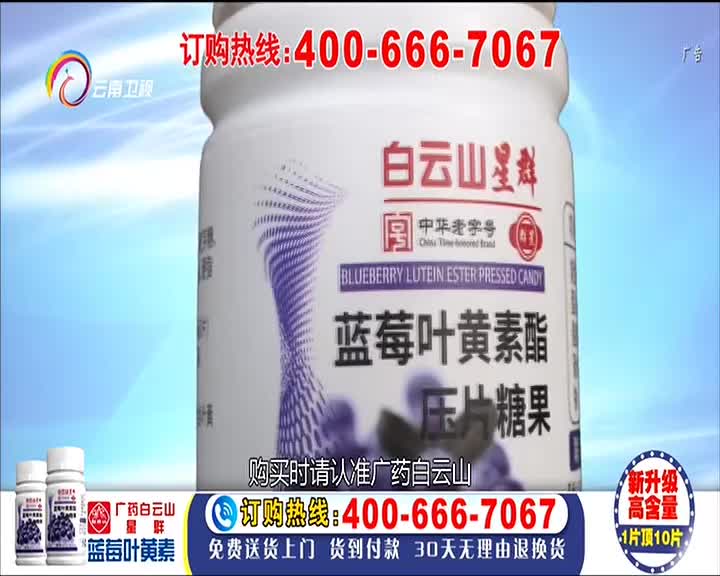 订购热线:400-666-7067
广告
云南卫视
白云山星群
中华老字号
China Time-honored Brand
BLUEBERRY LUTEIN ESTER PRESSED CANDY
蓝莓叶黄素酯
压片糖果
购买时请认准广药白云山
广药白云山
星群
蓝莓叶黄素
订购热线:400-666-7067
免费送货上门 货到付款 30天无理由退换货
新升级
高含量
1片顶10片